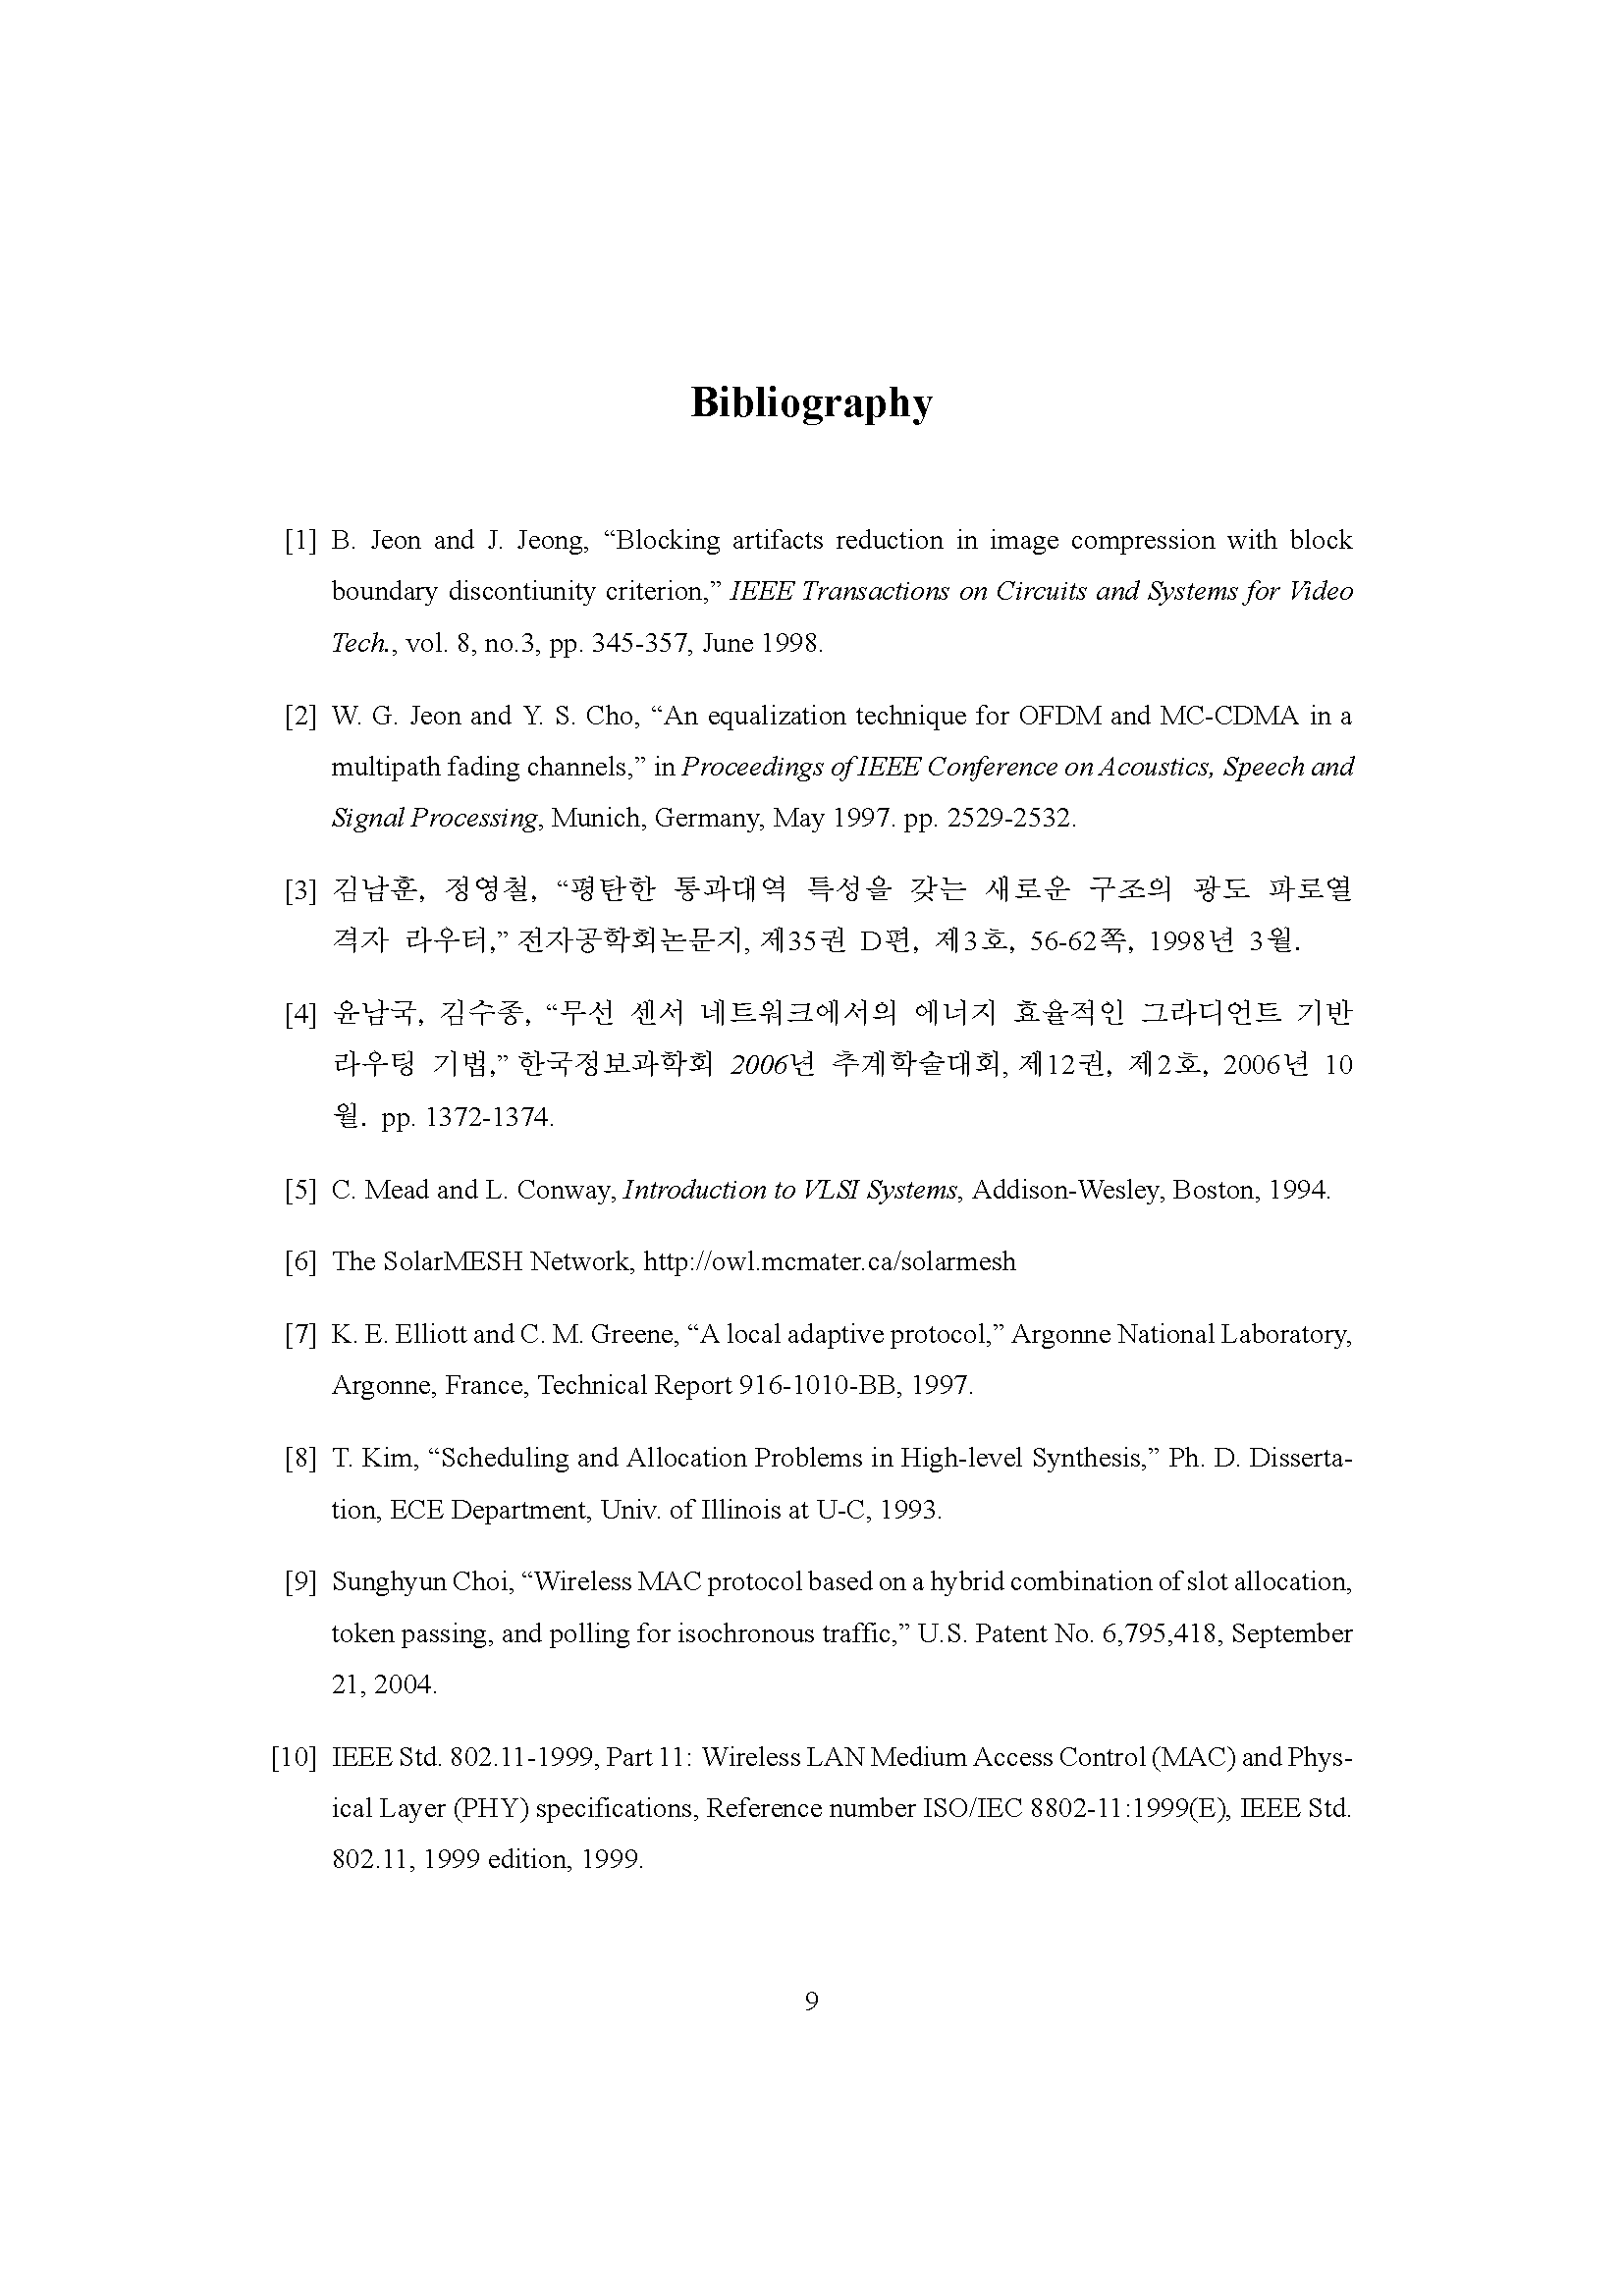 Bibliography
[1] B. Jeon and J. Jeong, “Blocking artifacts reduction in image compression with block
boundary discontiunity criterion,” IEEE Transactions on Circuits and Systems for Video
Tech., vol. 8, no.3, pp. 345-357, June 1998.
[2] W. G. Jeon and Y. S. Cho, “An equalization technique for OFDM and MC-CDMA in a
multipath fading channels,” in Proceedings of IEEE Conference on Acoustics, Speech and
Signal Processing, Munich, Germany, May 1997. pp. 2529-2532.
[3] 김남훈, 정영철, “평탄한 통과대역 특성을 갖는 새로운 구조의 광도 파로열
격자 라우터,” 전자공학회논문지, 제35권 D편, 제3호, 56-62쪽, 1998년 3월.
[4] 윤남국, 김수종, “무선 센서 네트워크에서의 에너지 효율적인 그라디언트 기반
라우팅 기법,” 한국정보과학회 2006년 추계학술대회, 제12권, 제2호, 2006년 10
월. pp. 1372-1374.
[5] C. Mead and L. Conway, Introduction to VLSI Systems, Addison-Wesley, Boston, 1994.
[6] The SolarMESH Network, http://owl.mcmater.ca/solarmesh
[7] K. E. Elliott and C. M. Greene, “A local adaptive protocol,” Argonne National Laboratory,
Argonne, France, Technical Report 916-1010-BB, 1997.
[8] T. Kim, “Scheduling and Allocation Problems in High-level Synthesis,” Ph. D. Disserta-
tion, ECE Department, Univ. of Illinois at U-C, 1993.
[9] Sunghyun Choi, “Wireless MAC protocol based on a hybrid combination of slot allocation,
token passing, and polling for isochronous traffic,” U.S. Patent No. 6,795,418, September
21, 2004.
[10] IEEE Std. 802.11-1999, Part 11: Wireless LAN Medium Access Control (MAC) and Phys-
ical Layer (PHY) specifications, Reference number ISO/IEC 8802-11:1999(E), IEEE Std.
802.11, 1999 edition, 1999.
9